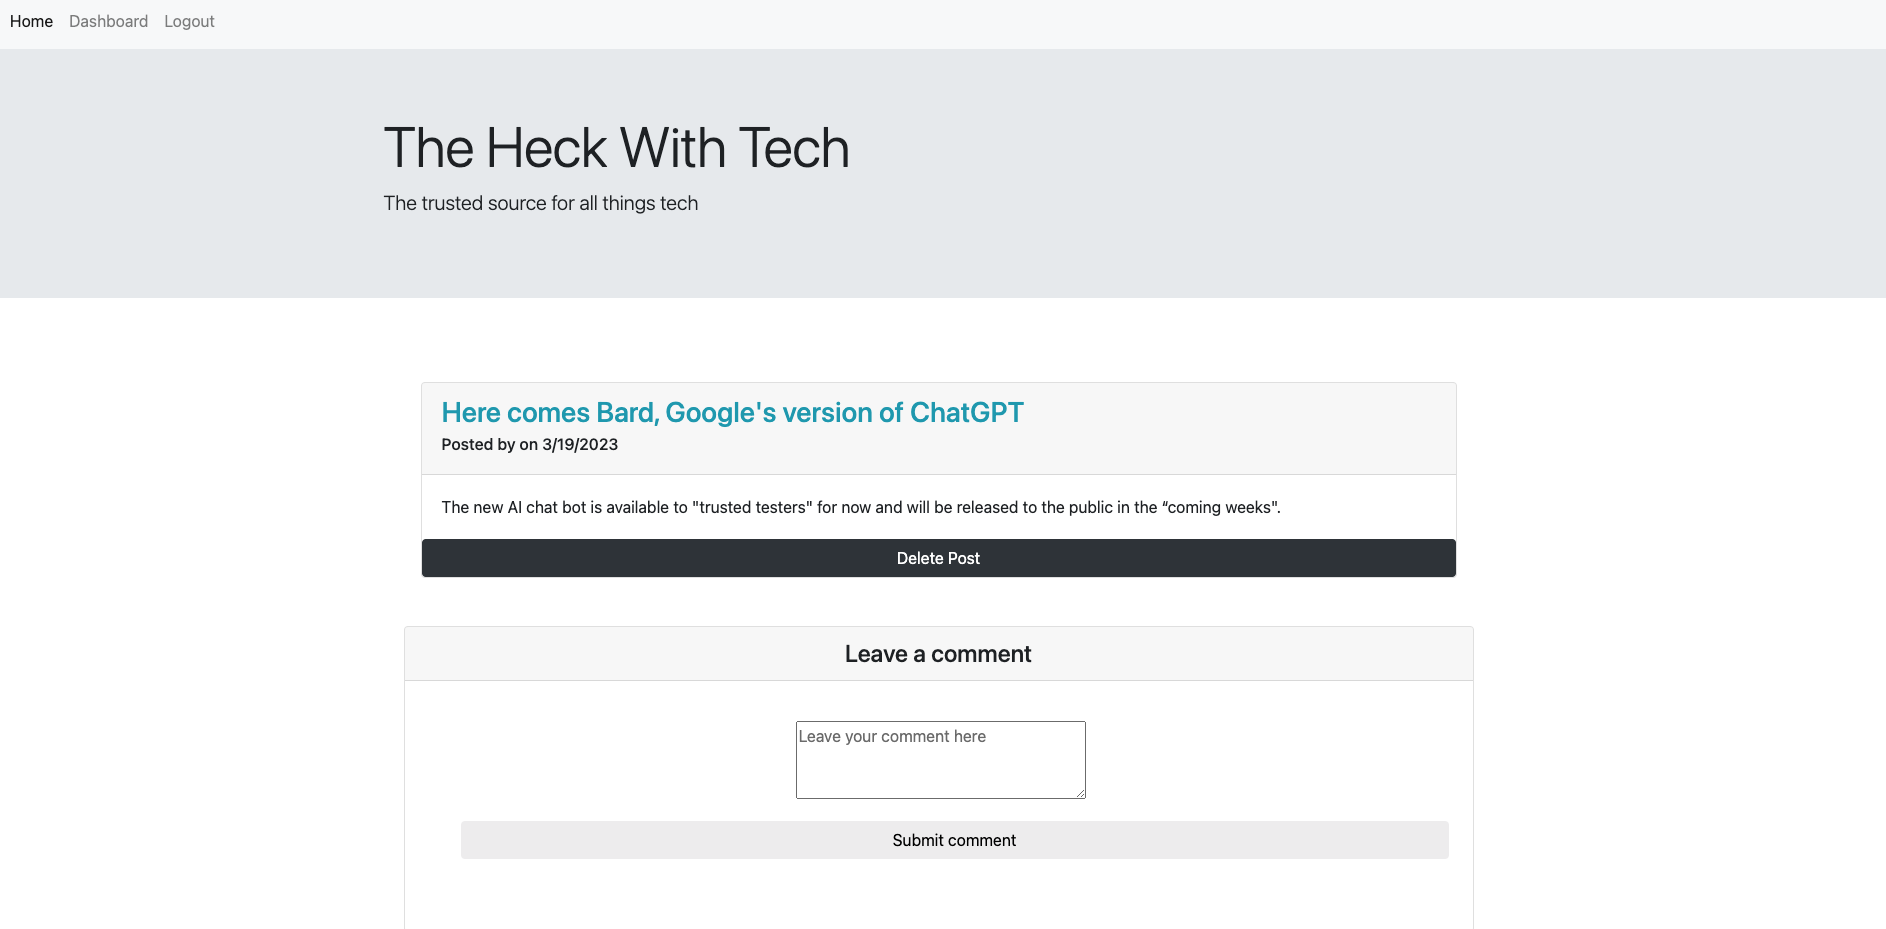 Home Dashboard Logout
The Heck With Tech
The trusted source for all things tech
Here comes Bard, Google's version of ChatGPT
Posted by on 3/19/2023
The new AI chat bot is available to "trusted testers" for now and will be released to the public in the “coming weeks".
Delete Post
Leave a comment
Leave your comment here
Submit comment